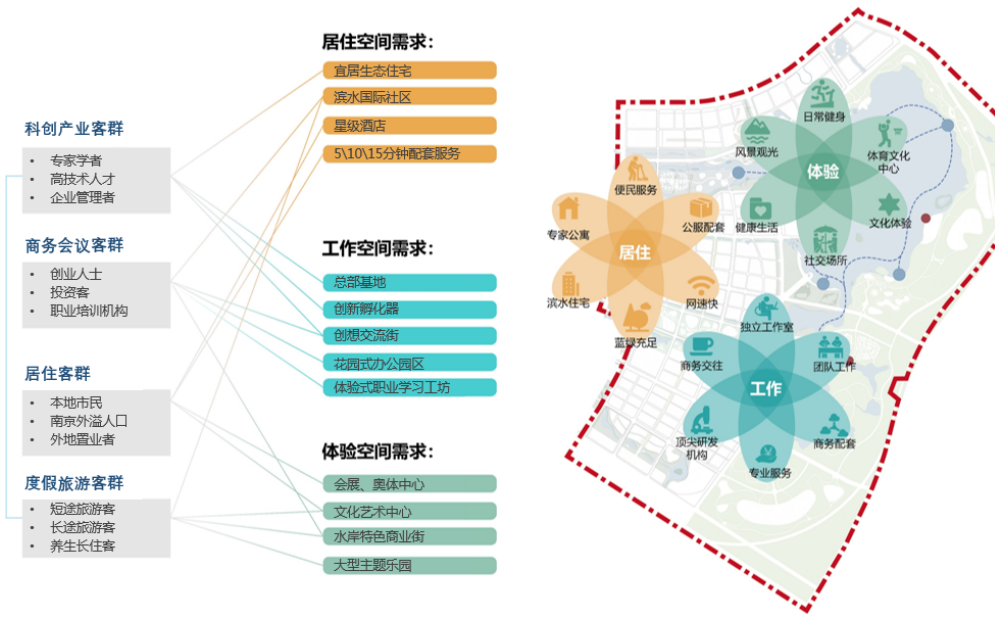 科创产业客群
• 专家学者
• 高技术人才
• 企业管理者
商务会议客群
• 创业人士
• 投资客
• 职业培训机构
居住客群
• 本地市民
• 南京外溢人口
• 外地置业者
度假旅游客群
• 短途旅游客
• 长途旅游客
• 养生长住客
居住空间需求：
宜居生态住宅
滨水国际社区
星级酒店
5\10\15分钟配套服务
工作空间需求：
总部基地
创新孵化器
创想交流街
花园式办公园区
体验式职业学习工坊
体验空间需求：
会展、奥体中心
文化艺术中心
水岸特色商业街
大型主题乐园
日常健身
风景观光
体育文化
中心
体验
健康生活
文化体验
社交场所
便民服务
专家公寓
公服配套
居住
滨水住宅
网速快
蓝绿充足
独立工作室
商务交往
团队工作
工作
顶尖研发
机构
商务配套
专业服务